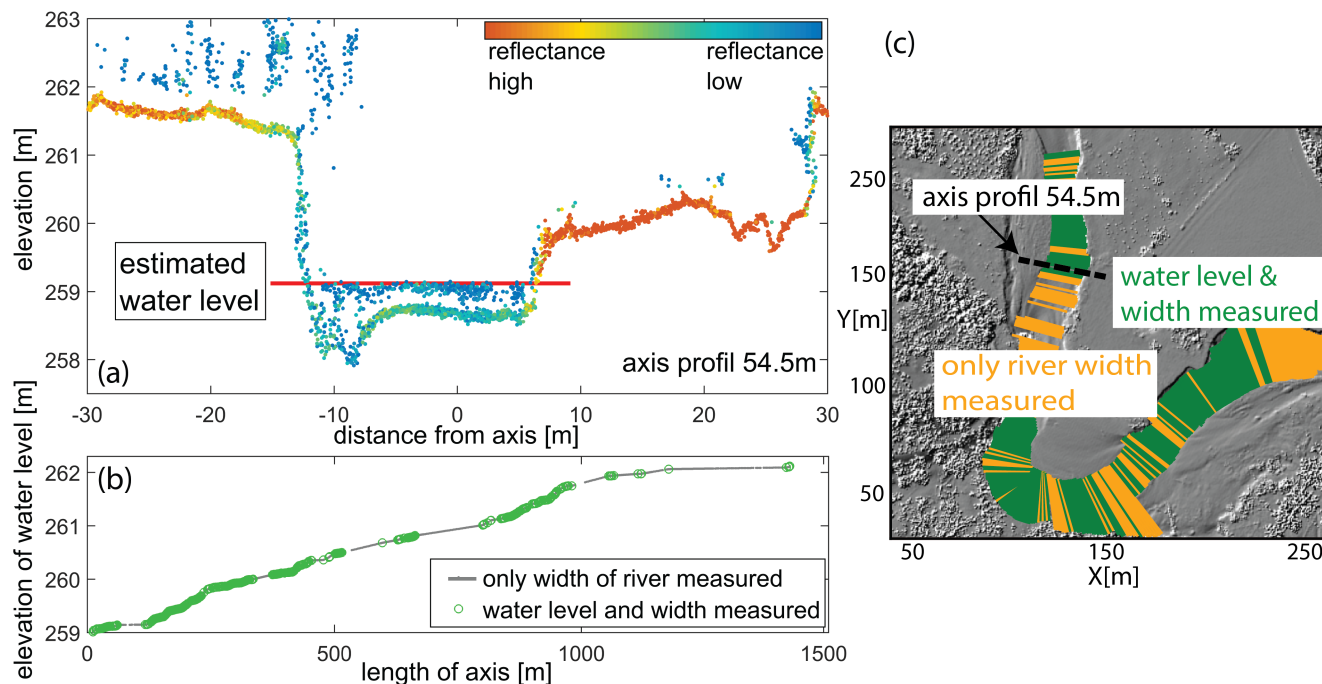 263
262
261
260
259
258
elevation [m]
reflectance
high
reflectance
low
estimated
water level
(a)
axis profil 54.5m
-30
-20
-10
0
10
20
30
distance from axis [m]
(b)
262
261
260
259
elevation of water level [m]
only width of river measured
water level and width measured
0
500
1000
1500
length of axis [m]
(c)
250
150
Y[m]
100
50
axis profil 54.5m
water level &
width measured
only river width
measured
50
150
250
X[m]